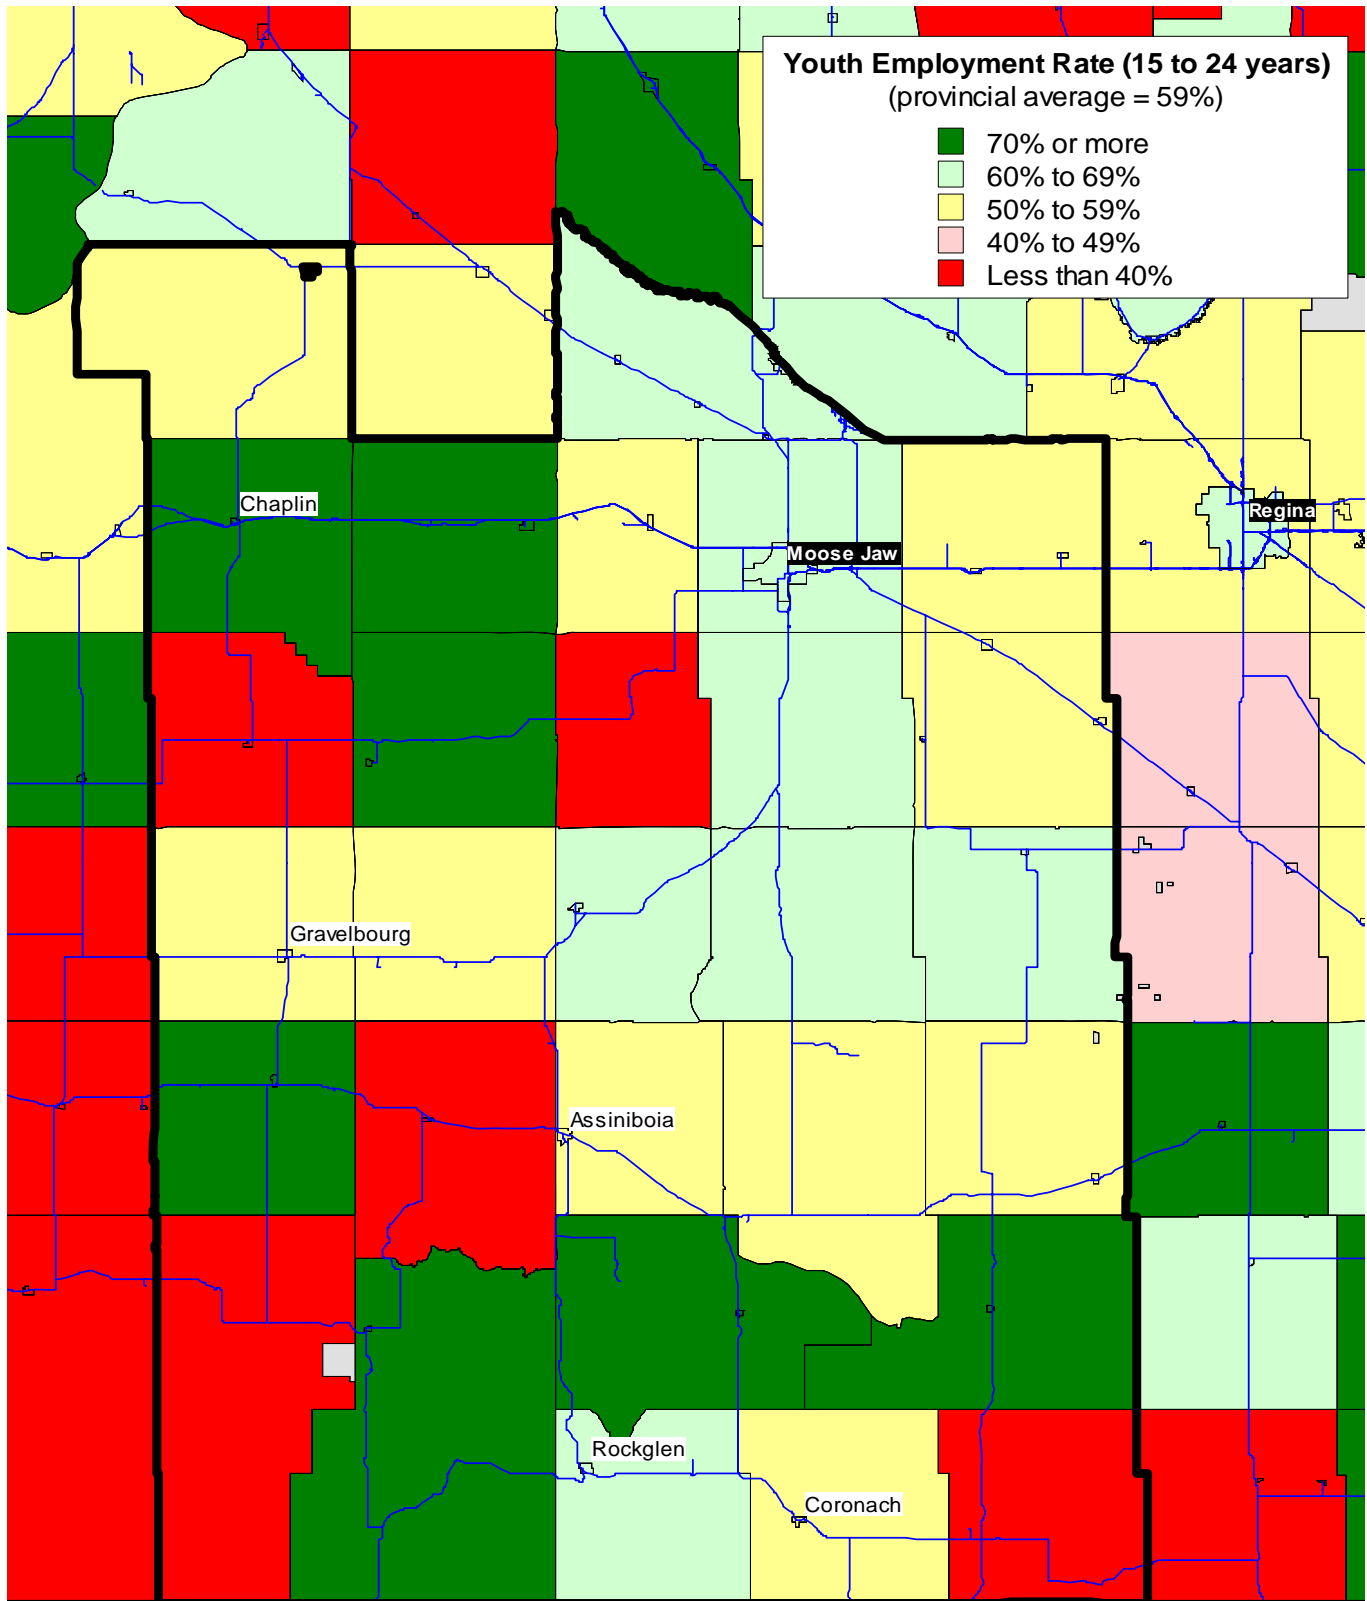 Youth Employment Rate (15 to 24 years)
(provincial average = 59%)
70% or more
60% to 69%
50% to 59%
40% to 49%
Less than 40%
Chaplin
Regina
Moose Jaw
Gravelbourg
Assiniboia
Rockglen
Coronach